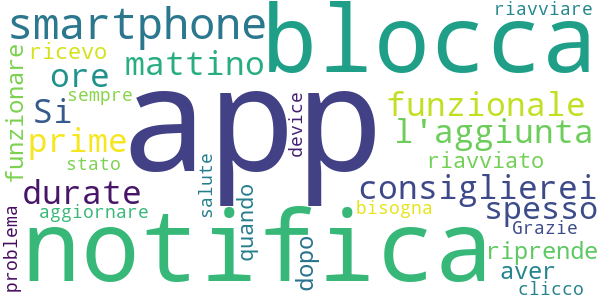 riavviare
smartphone
blocca
ricevo
mattino
ore
sempre
app
device
funzionare
Si
funzionale
prime
l'aggiunta
stato
riavviato
salute
durate
consiglierei
quando
aggiornare
bisogna
spesso
problema
notifica
Grazie
dopo
riprende
aver
clicco